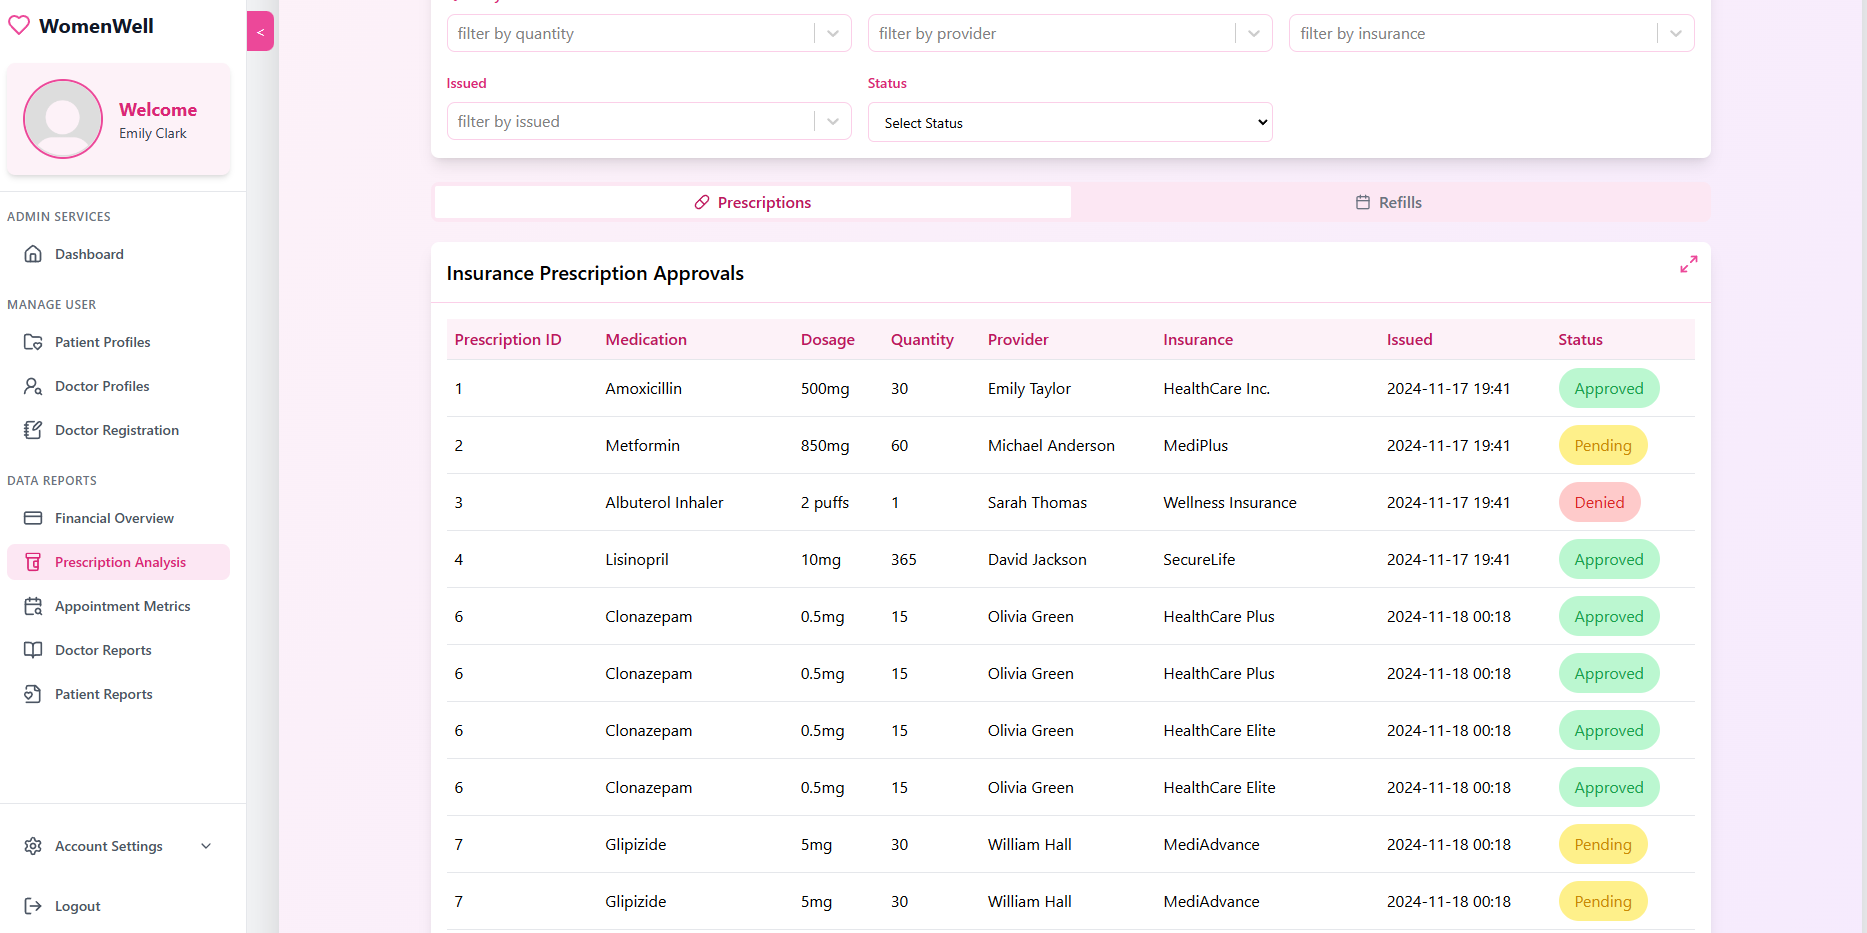 WomenWell
<
Welcome
Emily Clark
ADMIN SERVICES
Dashboard
MANAGE USER
Patient Profiles
Doctor Profiles
Doctor Registration
DATA REPORTS
Financial Overview
Prescription Analysis
Appointment Metrics
Doctor Reports
Patient Reports
Account Settings
Logout
filter by quantity filter by provider filter by insurance
Issued Status
filter by issued Select Status
Prescriptions Refills
Insurance Prescription Approvals
Prescription ID Medication Dosage Quantity Provider Insurance Issued Status
1 Amoxicillin 500mg 30 Emily Taylor HealthCare Inc. 2024-11-17 19:41 Approved
2 Metformin 850mg 60 Michael Anderson MediPlus 2024-11-17 19:41 Pending
3 Albuterol Inhaler 2 puffs 1 Sarah Thomas Wellness Insurance 2024-11-17 19:41 Denied
4 Lisinopril 10mg 365 David Jackson SecureLife 2024-11-17 19:41 Approved
6 Clonazepam 0.5mg 15 Olivia Green HealthCare Plus 2024-11-18 00:18 Approved
6 Clonazepam 0.5mg 15 Olivia Green HealthCare Plus 2024-11-18 00:18 Approved
6 Clonazepam 0.5mg 15 Olivia Green HealthCare Elite 2024-11-18 00:18 Approved
6 Clonazepam 0.5mg 15 Olivia Green HealthCare Elite 2024-11-18 00:18 Approved
7 Glipizide 5mg 30 William Hall MediAdvance 2024-11-18 00:18 Pending
7 Glipizide 5mg 30 William Hall MediAdvance 2024-11-18 00:18 Pending